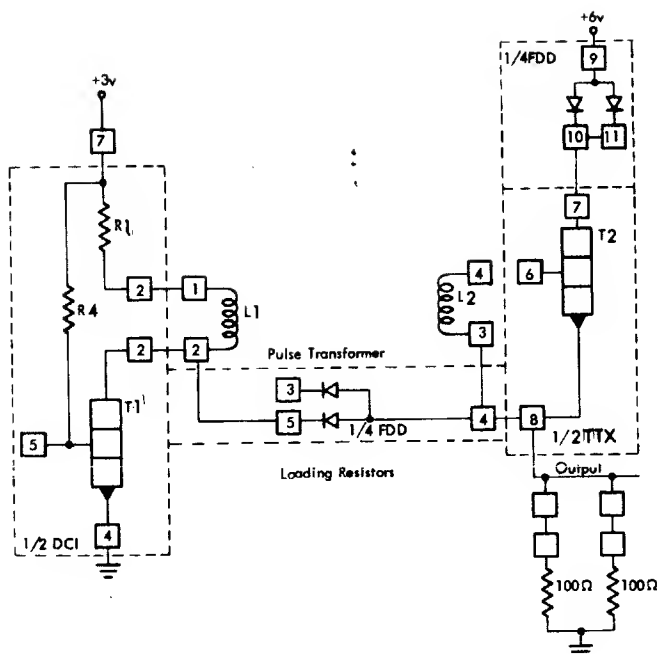 +6v
1/4FDD
9
+3v
7
10
11
7
R1
T2
R4
2
1
4
6
L1
L2
2
2
3
Pulse Transformer
T1
3
5
4
8
5
1/4 FDD
1/2 TTX
Loading Resistors
Output
4
1/2 DCI
100Ω
100Ω